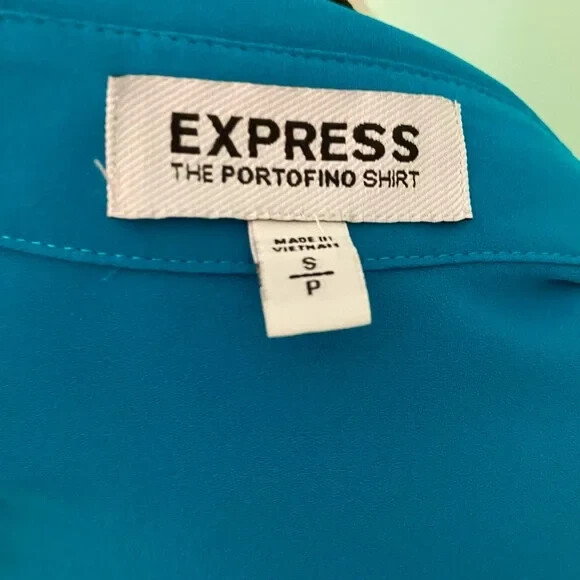 EXPRESS
THE PORTOFINO SHIRT
MADE IN
VIETNAM
S
P